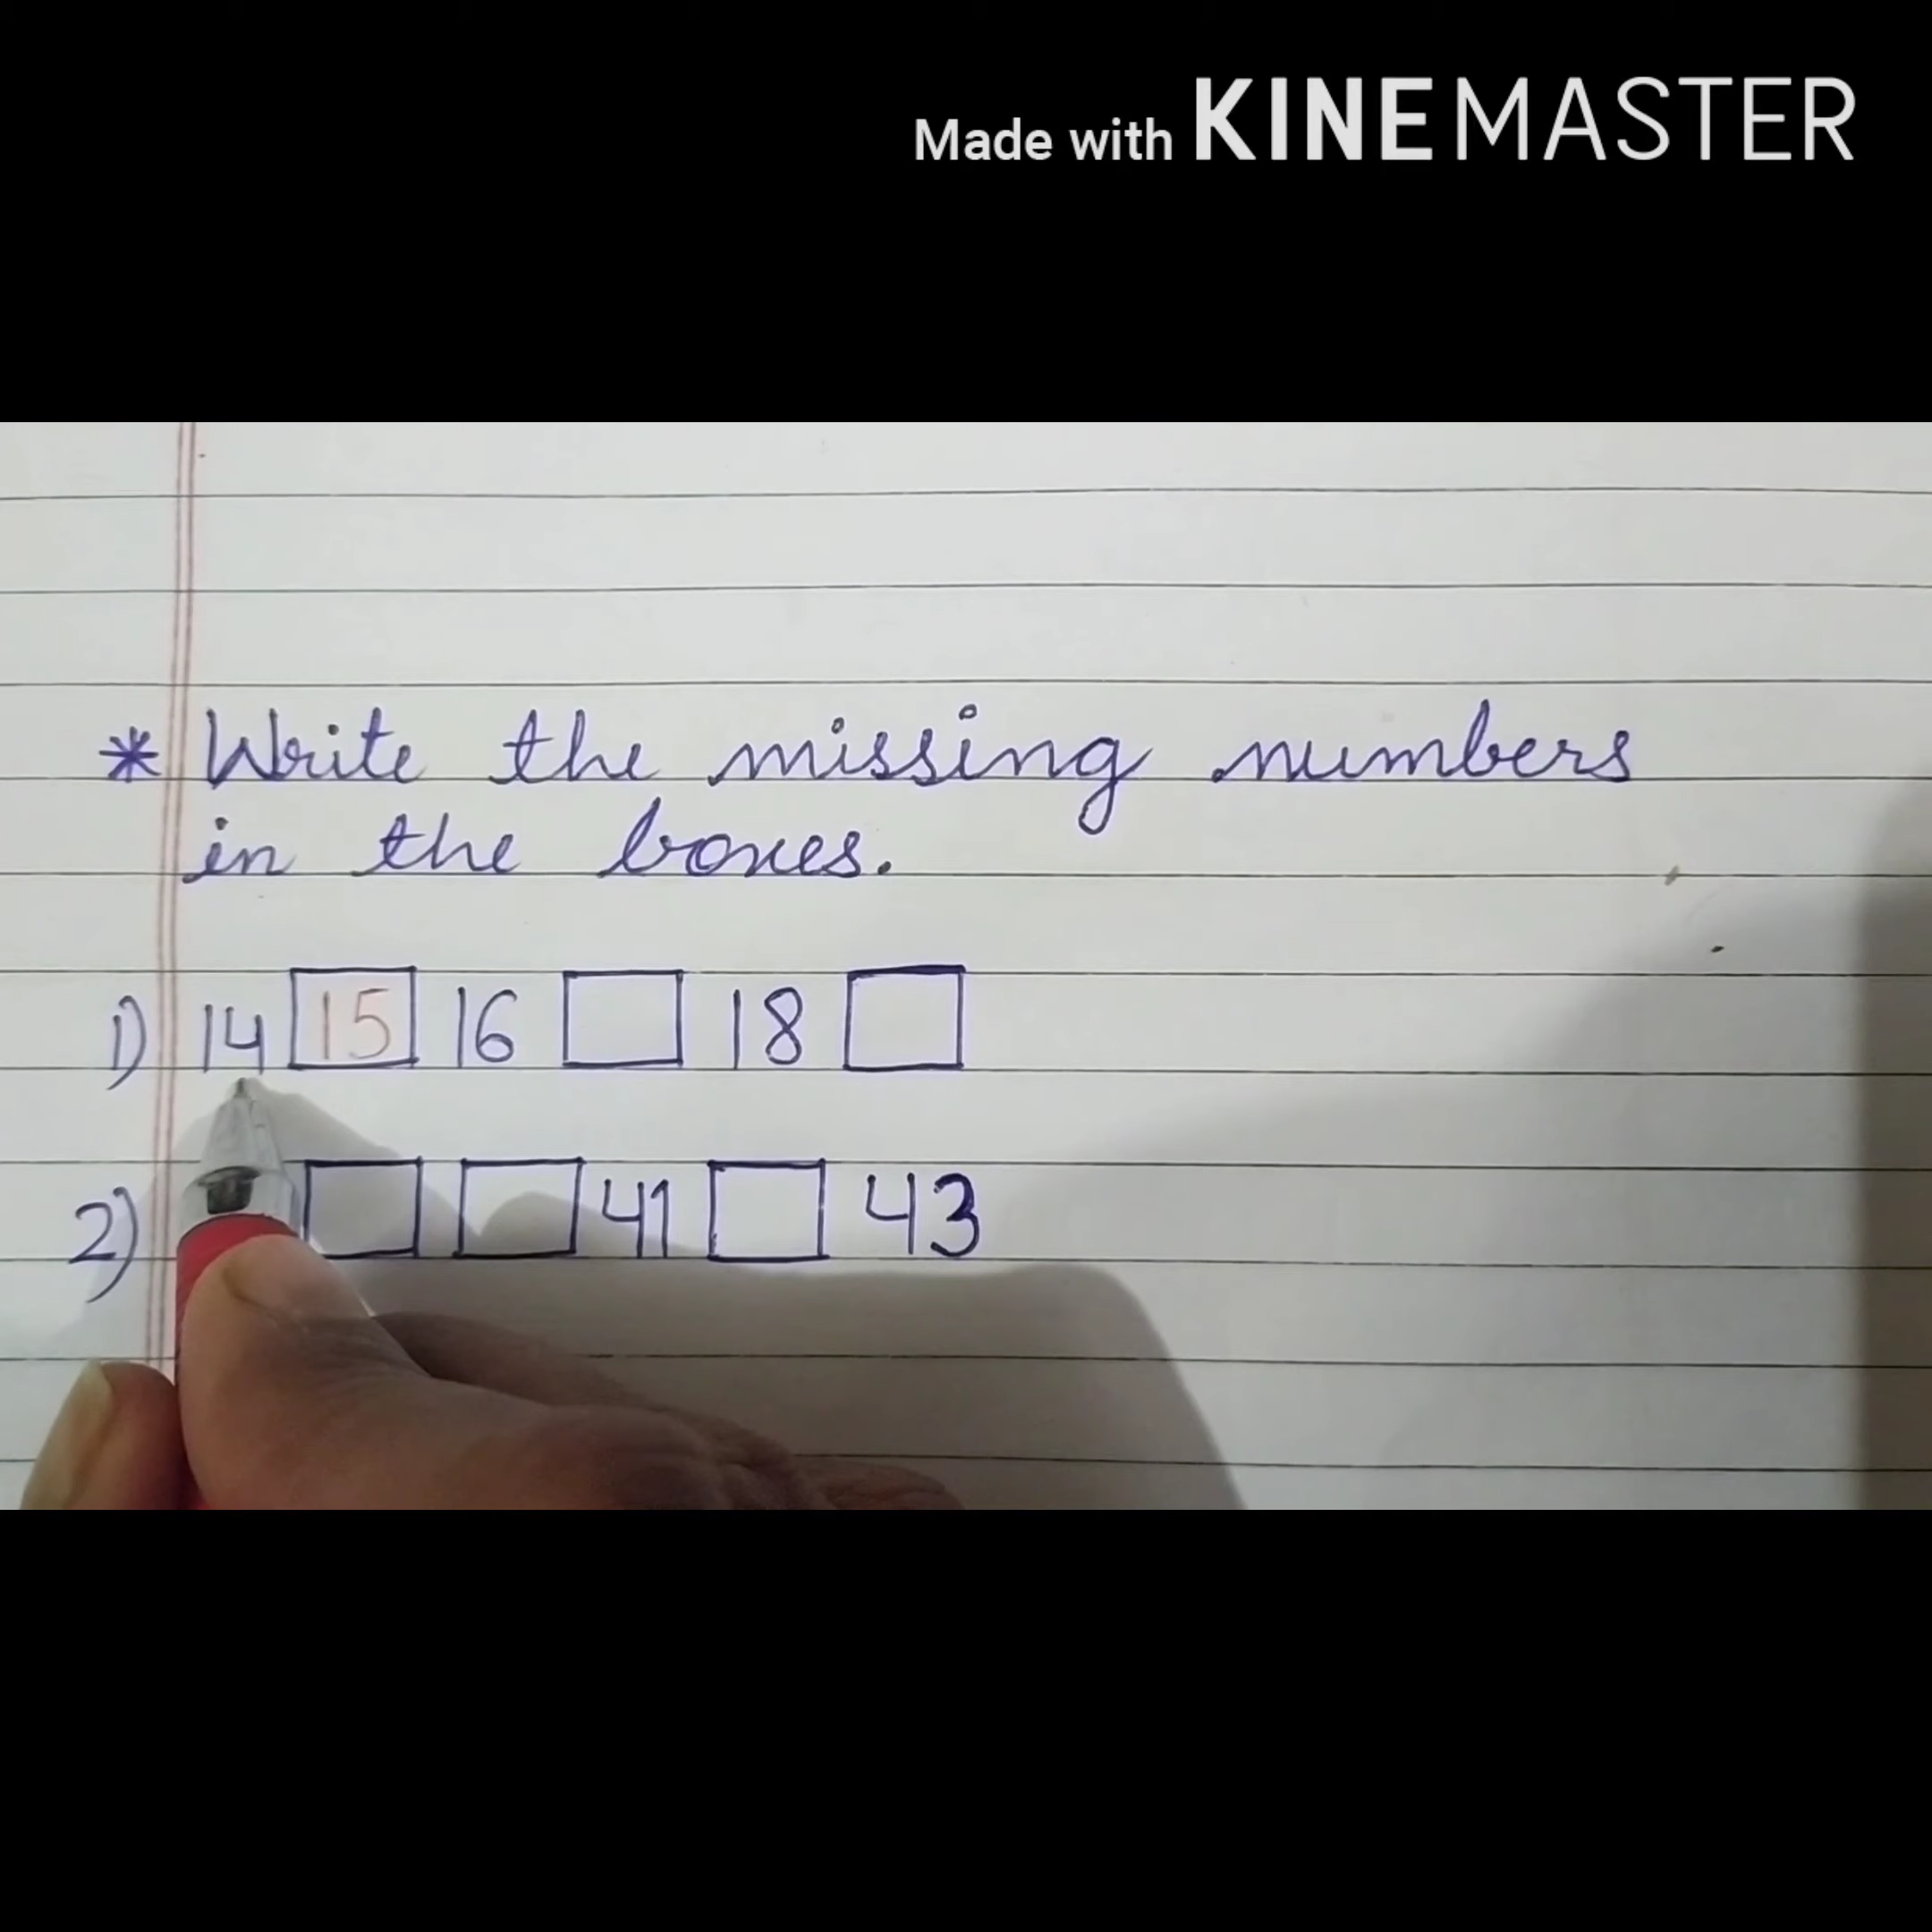 Made with KINEMASTER
* Write the missing numbers
in the boxes.
1) 14 15 16 18
2) 41 43